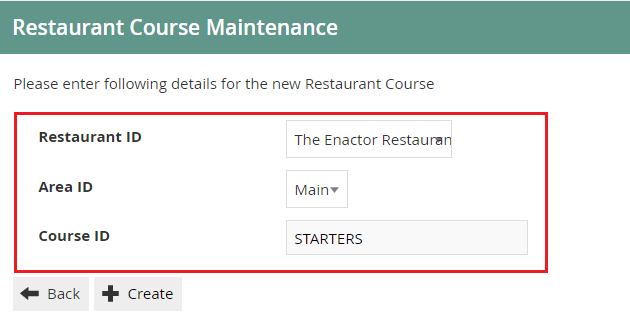 Restaurant Course Maintenance
Please enter following details for the new Restaurant Course
Restaurant ID The Enactor Restauran
Area ID Main
Course ID STARTERS
Back Create